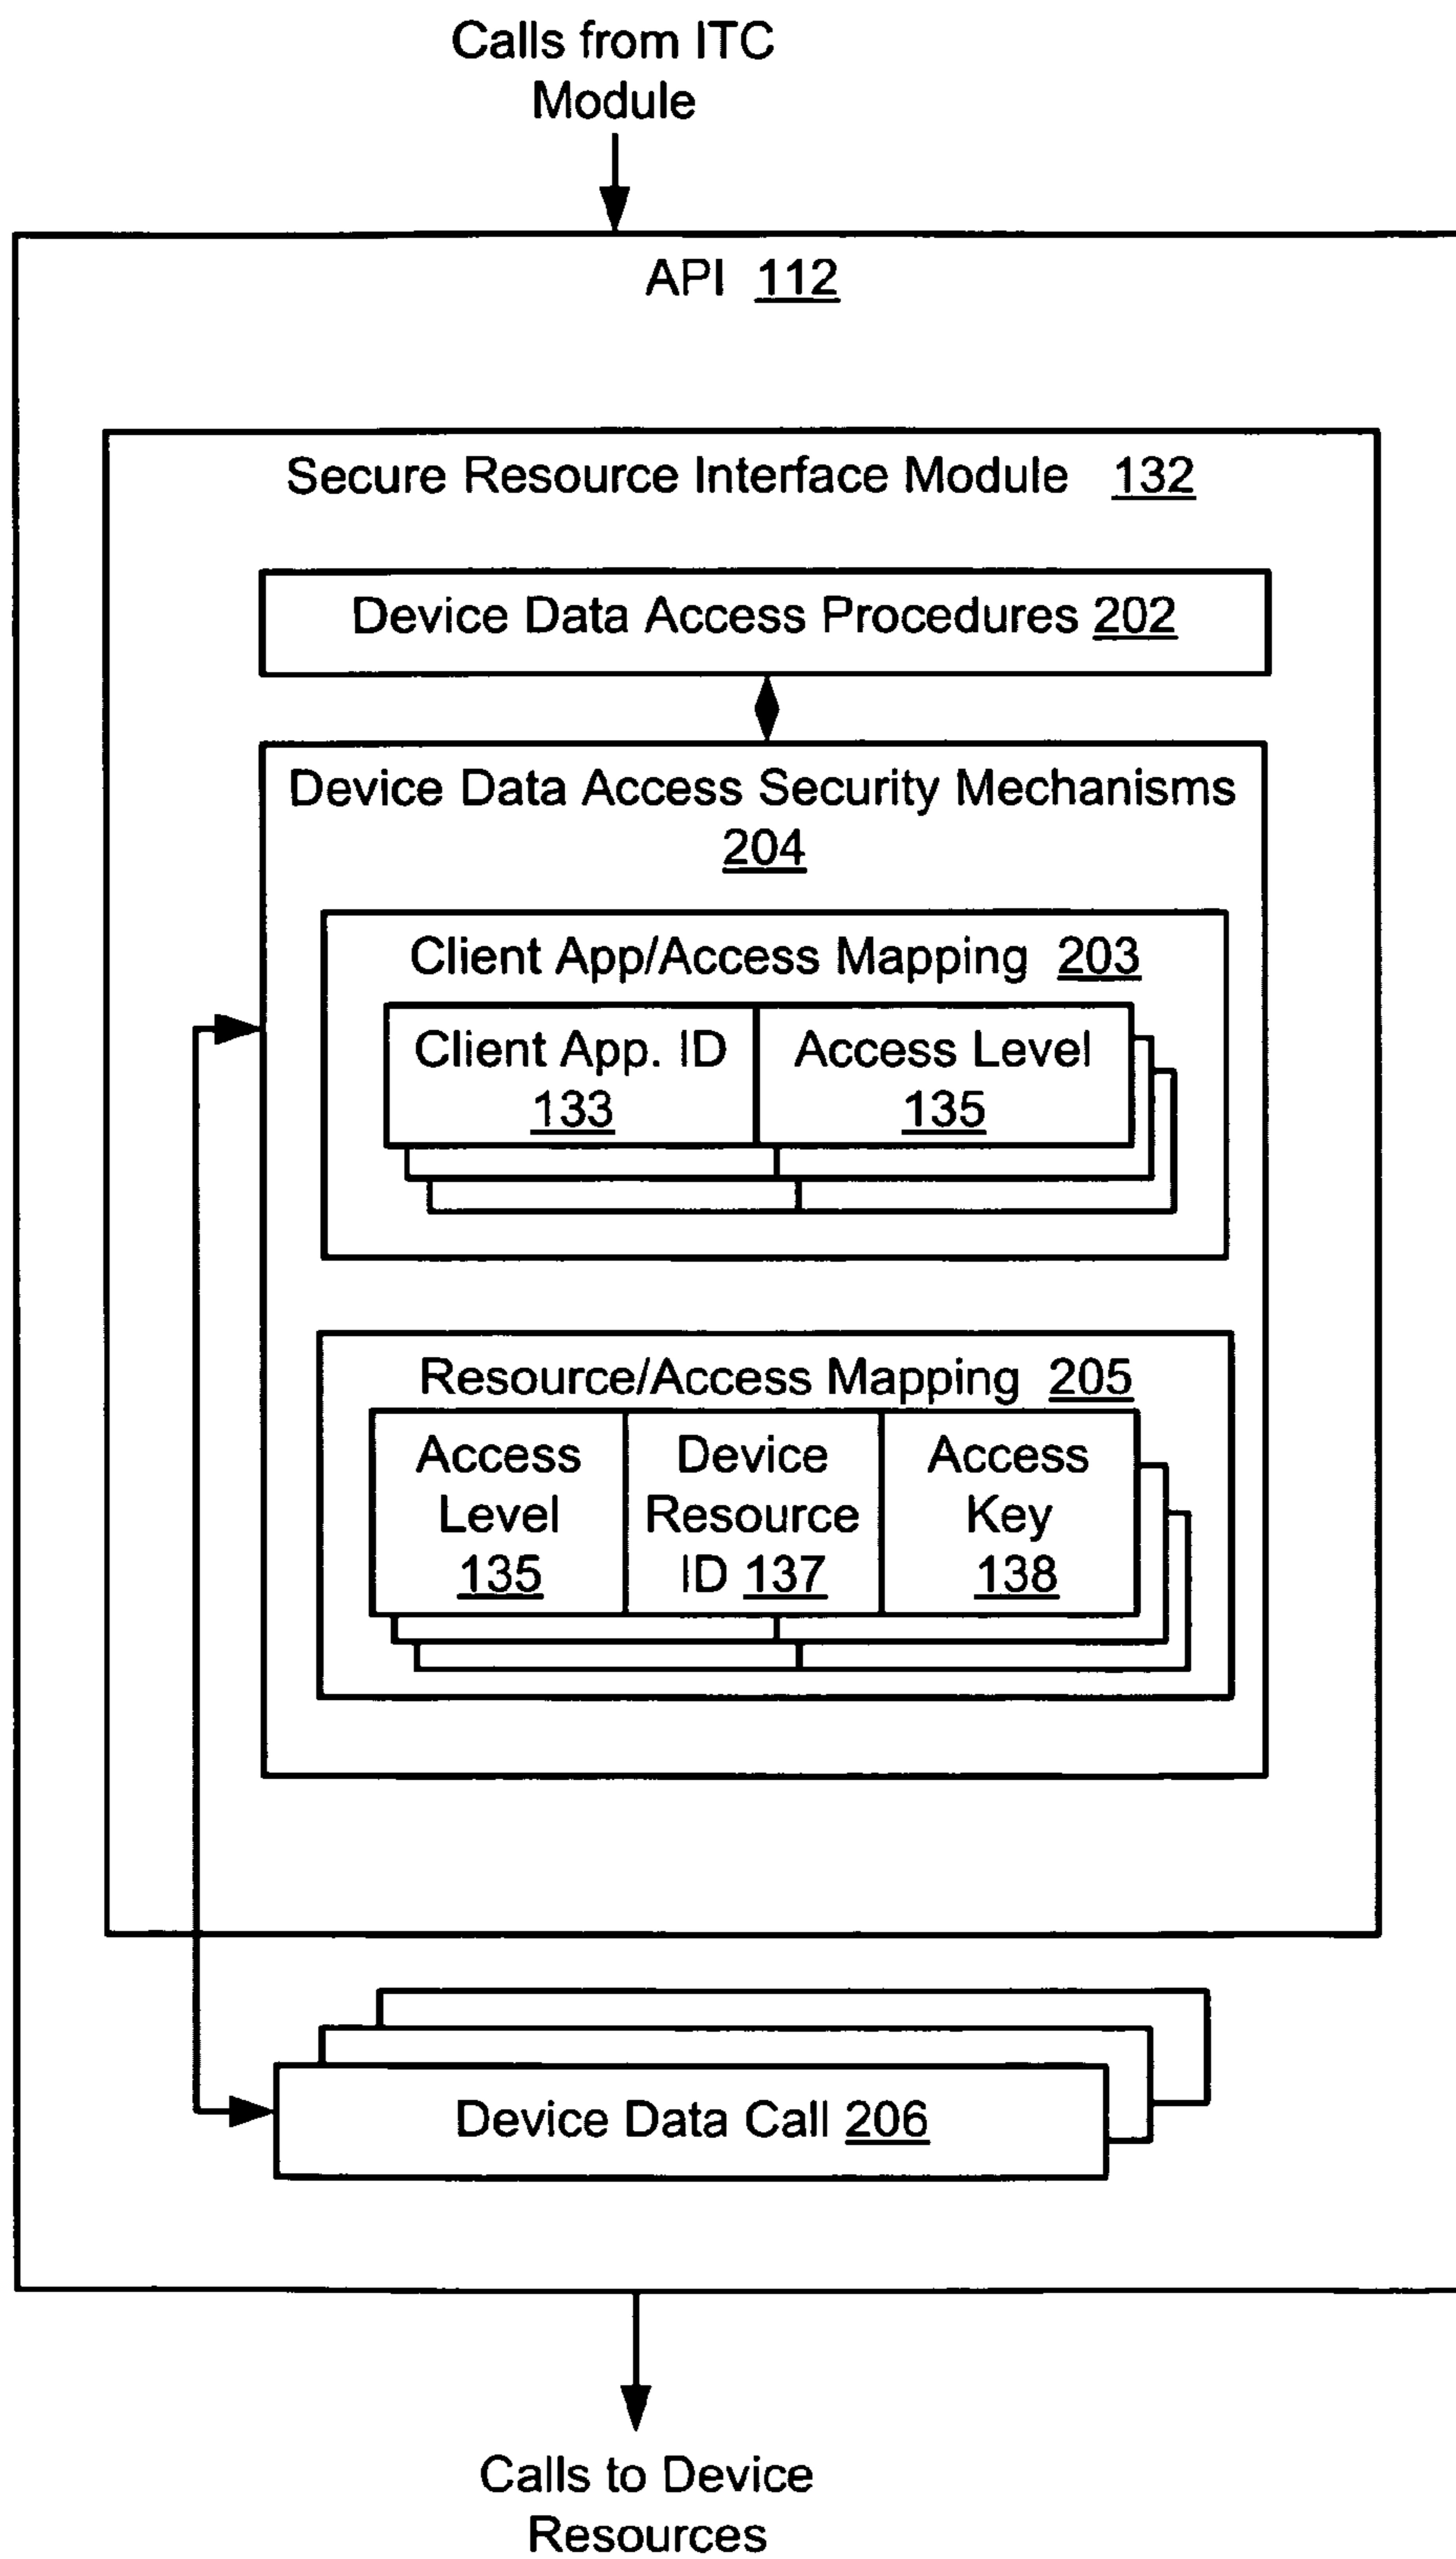 Calls from ITC
Module
API 112
Secure Resource Interface Module 132
Device Data Access Procedures 202
Device Data Access Security Mechanisms
204
Client App/Access Mapping 203
Client App. ID
133
Access Level
135
Resource/Access Mapping 205
Access
Level
135
Device
Resource
ID 137
Access
Key
138
Device Data Call 206
Calls to Device
Resources